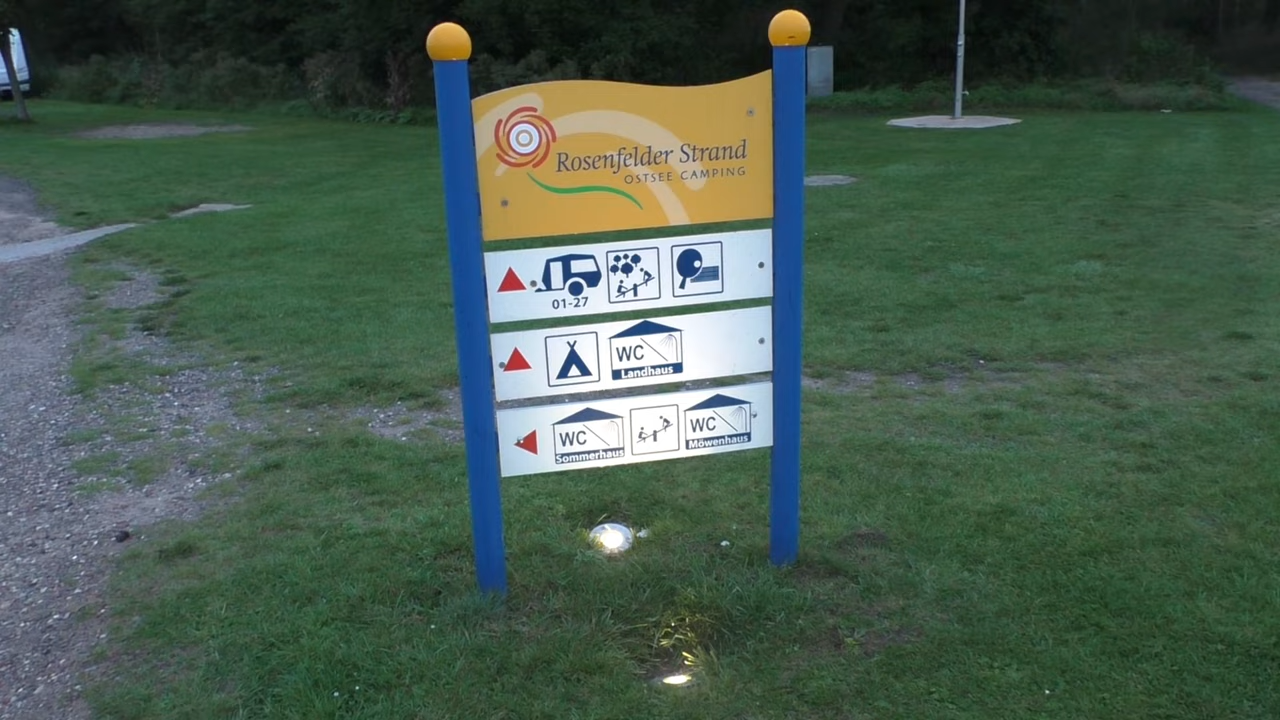 Rosenfelder Strand
OSTSEE CAMPING
01-27
WC
Landhaus
WC
Sommerhaus
WC
Möwenhaus